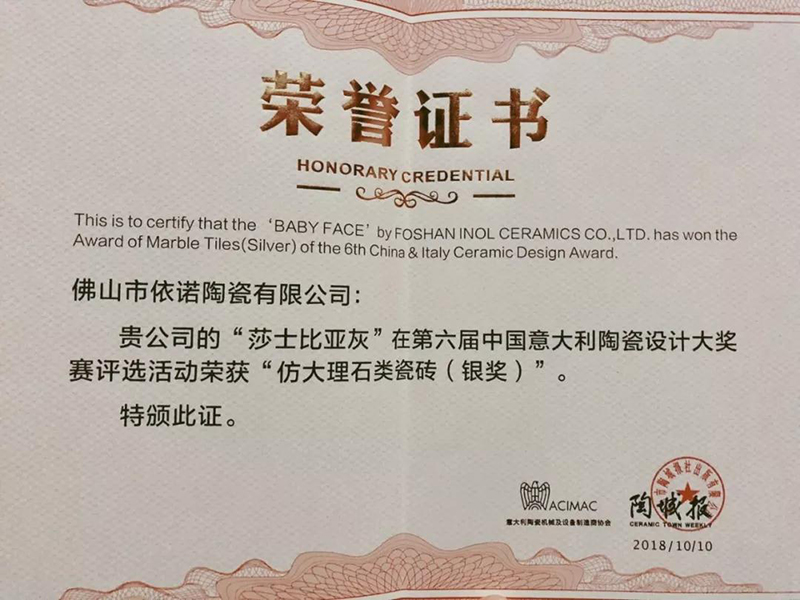 荣誉证书
HONORARY CREDENTIAL
This is to certify that the ‘BABY FACE’ by FOSHAN INOL CERAMICS CO.,LTD. has won the
Award of Marble Tiles(Silver) of the 6th China & Italy Ceramic Design Award.
佛山市依诺陶瓷有限公司：
贵公司的“莎士比亚灰”在第六届中国意大利陶瓷设计大奖
赛评选活动荣获“仿大理石类瓷砖（银奖）”。
特颁此证。
ACIMAC
意大利陶瓷机械及设备制造商协会
陶城报
CERAMIC TOWN WEEKLY
2018/10/10